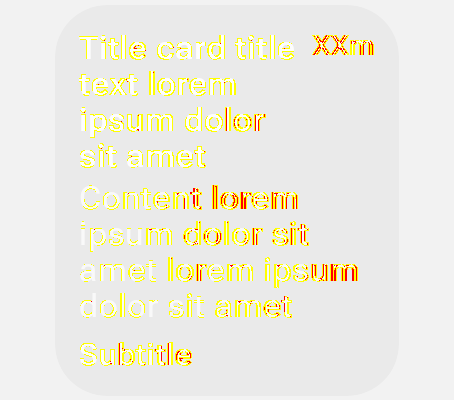 Title card title XXm
text lorem
ipsum dolor
sit amet
Content lorem
ipsum dolor sit
amet lorem ipsum
dolor sit amet
Subtitle